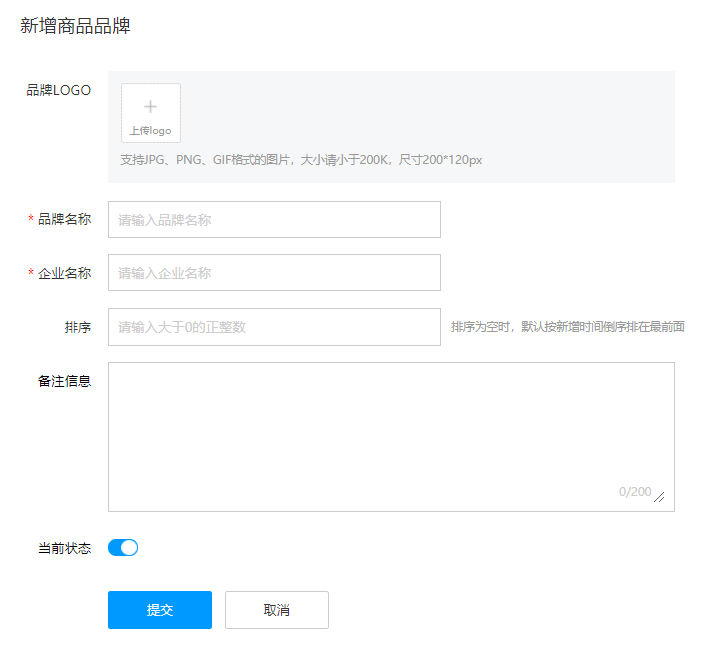 新增商品品牌
品牌LOGO
上传logo
支持JPG、PNG、GIF格式的图片，大小请小于200K，尺寸200*120px
* 品牌名称 请输入品牌名称
* 企业名称 请输入企业名称
排序 请输入大于0的正整数 排序为空时，默认按新增时间倒序排在最前面
备注信息
0/200
当前状态
提交 取消